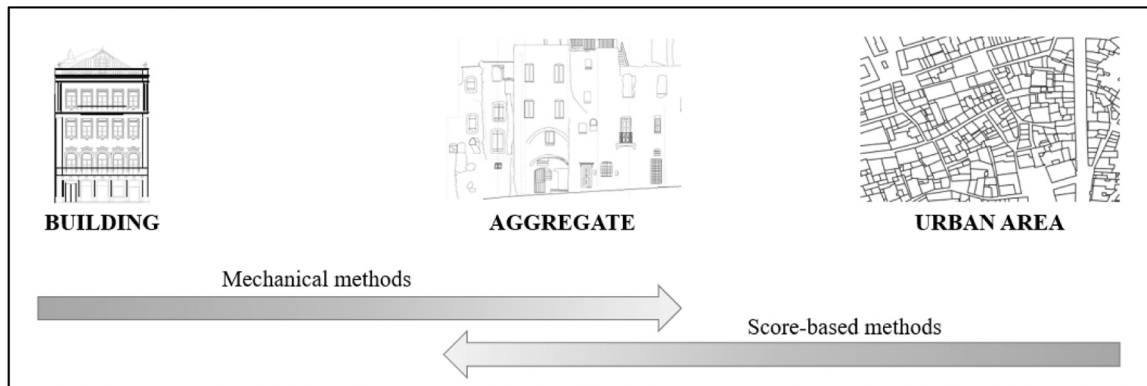 BUILDING
AGGREGATE
URBAN AREA
Mechanical methods
Score-based methods